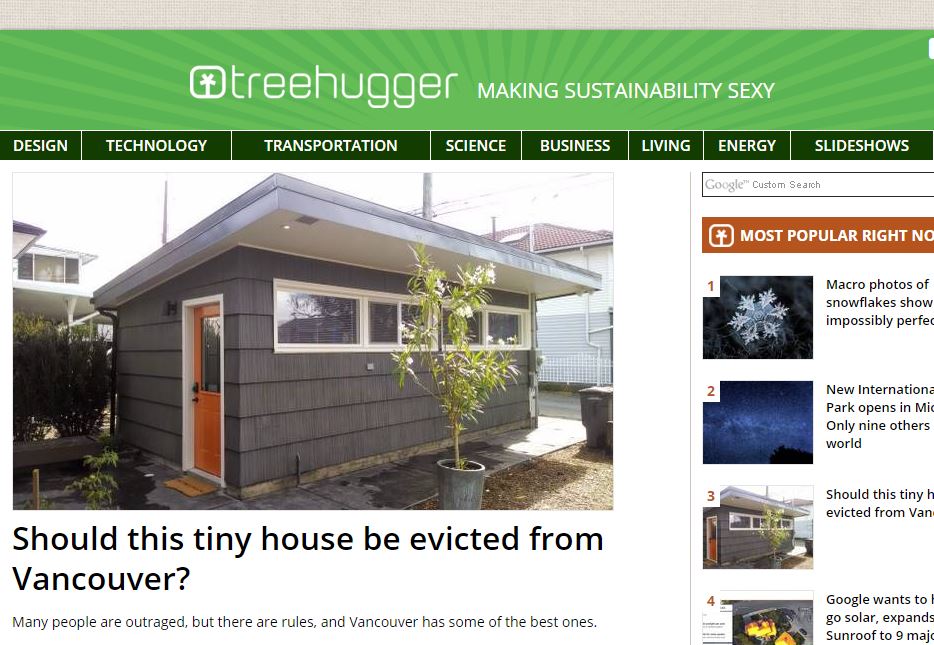 treehugger MAKING SUSTAINABILITY SEXY
DESIGN TECHNOLOGY TRANSPORTATION SCIENCE BUSINESS LIVING ENERGY SLIDESHOWS
Google™ Custom Search
MOST POPULAR RIGHT NO
1
Macro photos of
snowflakes show
impossibly perfec
2
New Internationa
Park opens in Mic
Only nine others
world
3
Should this tiny h
evicted from Van
4
Google wants to h
go solar, expands
Sunroof to 9 majo
Should this tiny house be evicted from
Vancouver?
Many people are outraged, but there are rules, and Vancouver has some of the best ones.